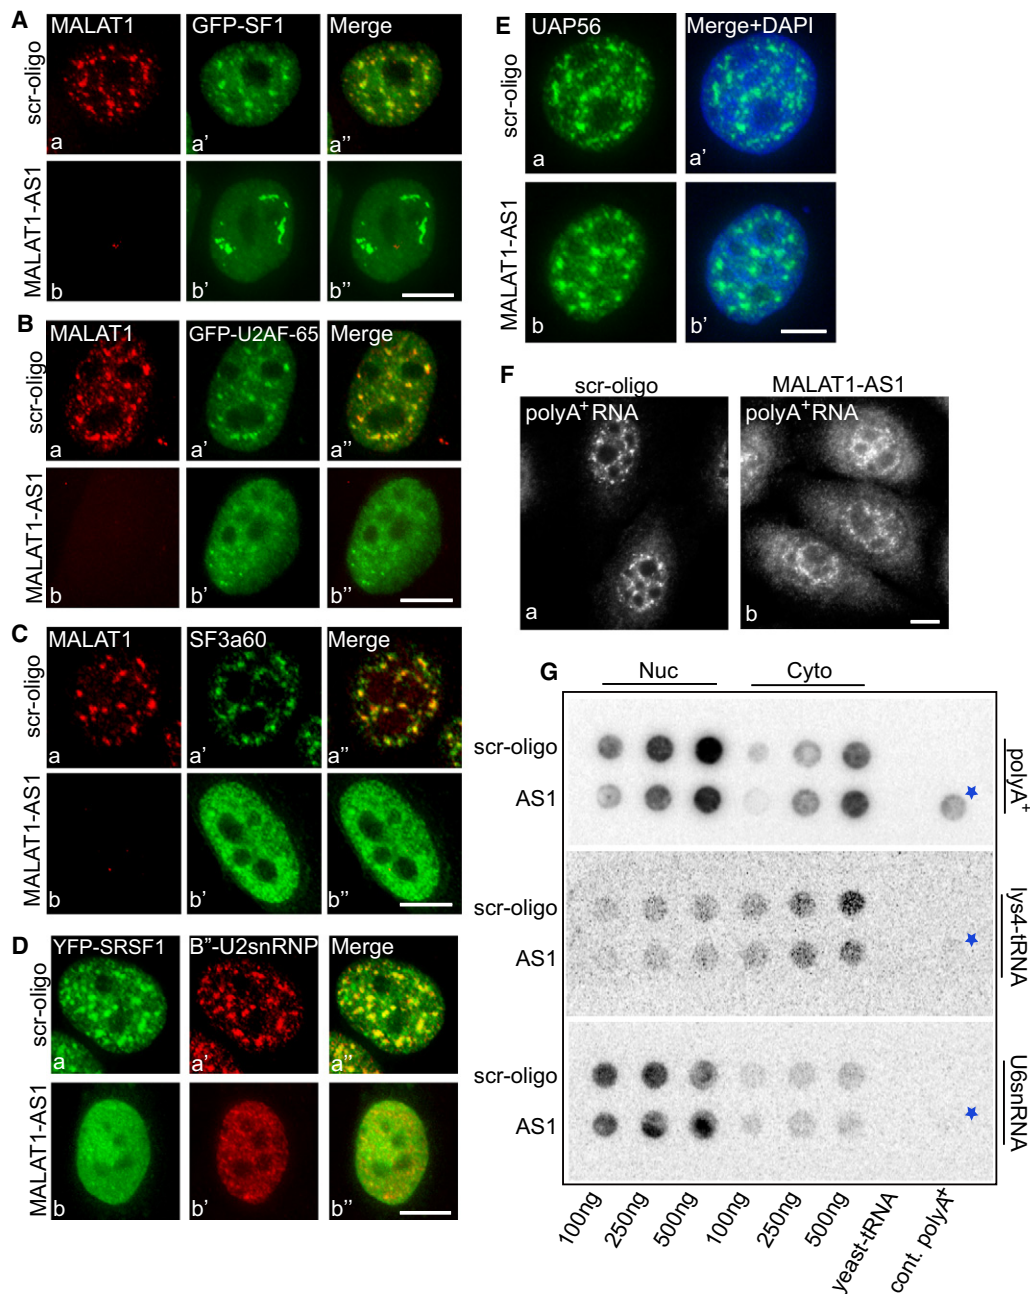 A
MALAT1 GFP-SF1 Merge
scr-oligo
a a' a''
MALAT1-AS1
b b' b''
B
MALAT1 GFP-U2AF-65 Merge
scr-oligo
a a' a''
MALAT1-AS1
b b' b''
C
MALAT1 SF3a60 Merge
scr-oligo
a a' a''
MALAT1-AS1
b b' b''
D
YFP-SRSF1 B''-U2snRNP Merge
scr-oligo
a a' a''
MALAT1-AS1
b b' b''
E
UAP56 Merge+DAPI
scr-oligo
a a'
MALAT1-AS1
b b'
F
scr-oligo MALAT1-AS1
polyA⁺RNA polyA⁺RNA
a b
G
Nuc Cyto
scr-oligo
AS1
polyA⁺
scr-oligo
AS1
lys4-tRNA
scr-oligo
AS1
U6snRNA
100ng 250ng 500ng 100ng 250ng 500ng yeast-tRNA cont. polyA⁺